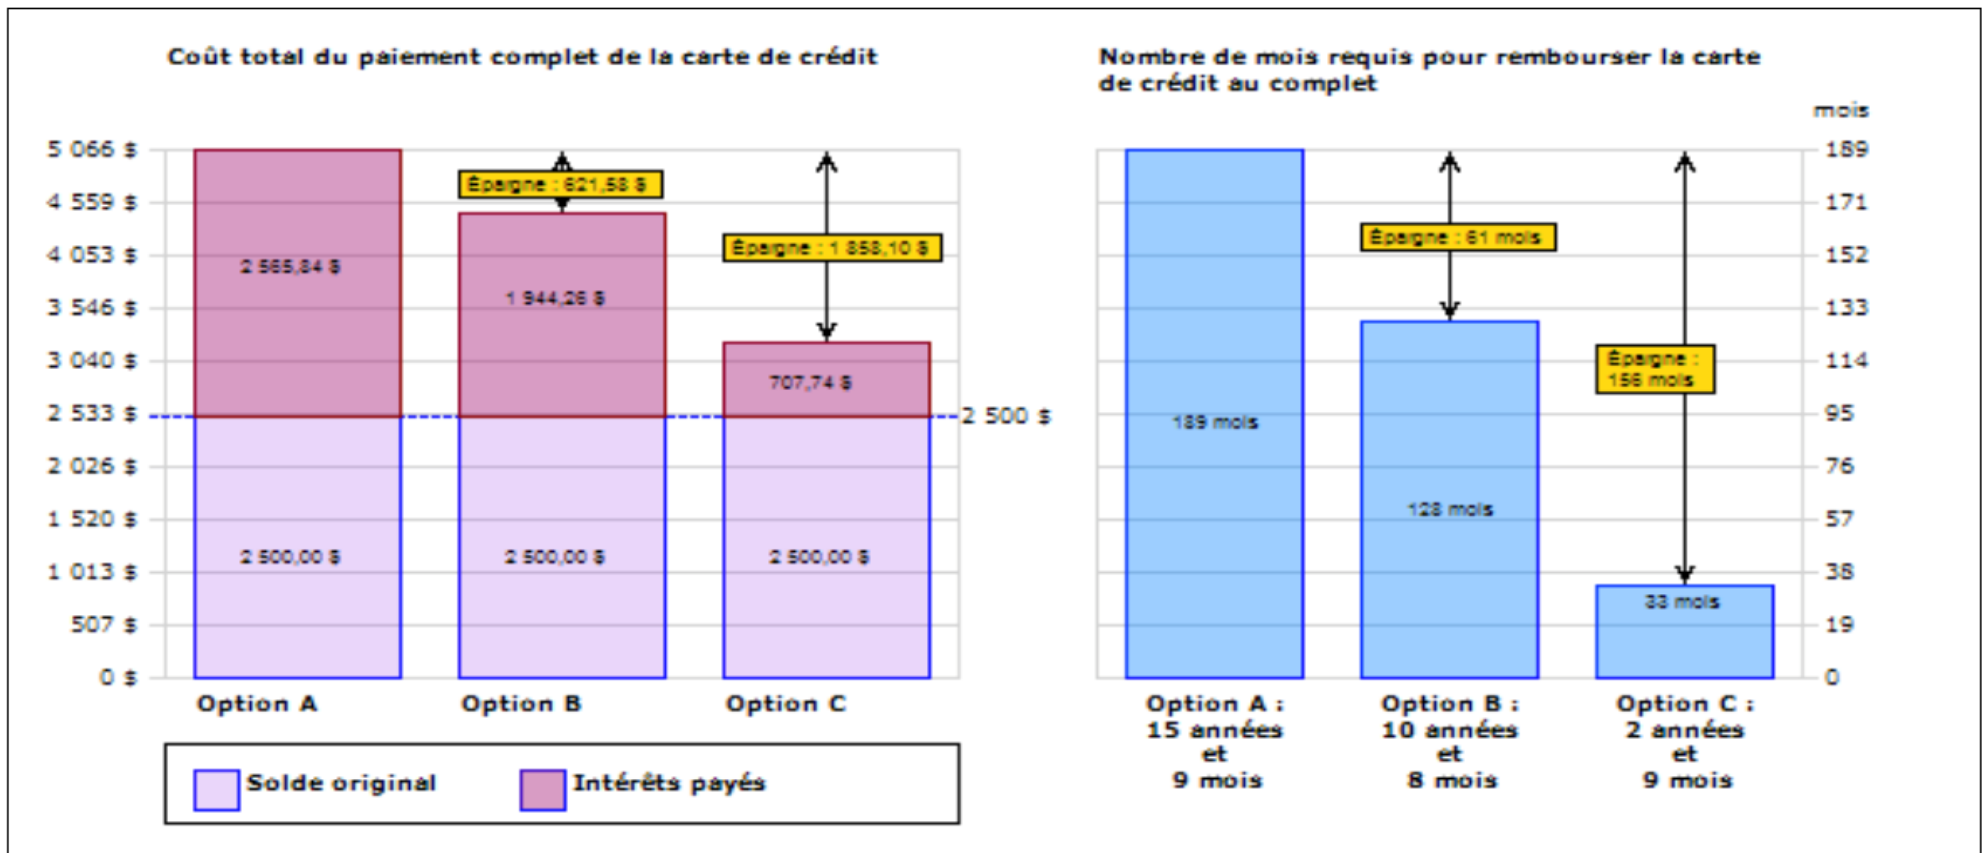 Coût total du paiement complet de la carte de crédit
5 066 $
4 559 $
4 053 $
3 546 $
3 040 $
2 533 $
2 026 $
1 520 $
1 013 $
507 $
0 $
2 565,84 $
2 500,00 $
Épargne : 621,58 $
1 944,26 $
2 500,00 $
Épargne : 1 858,10 $
707,74 $
2 500,00 $
2 500 $
Option A
Option B
Option C
Solde original
Intérêts payés
Nombre de mois requis pour rembourser la carte
de crédit au complet
mois
189
171
152
133
114
95
76
57
38
19
0
189 mois
Épargne : 61 mois
128 mois
Épargne :
156 mois
33 mois
Option A :
15 années
et
9 mois
Option B :
10 années
et
8 mois
Option C :
2 années
et
9 mois